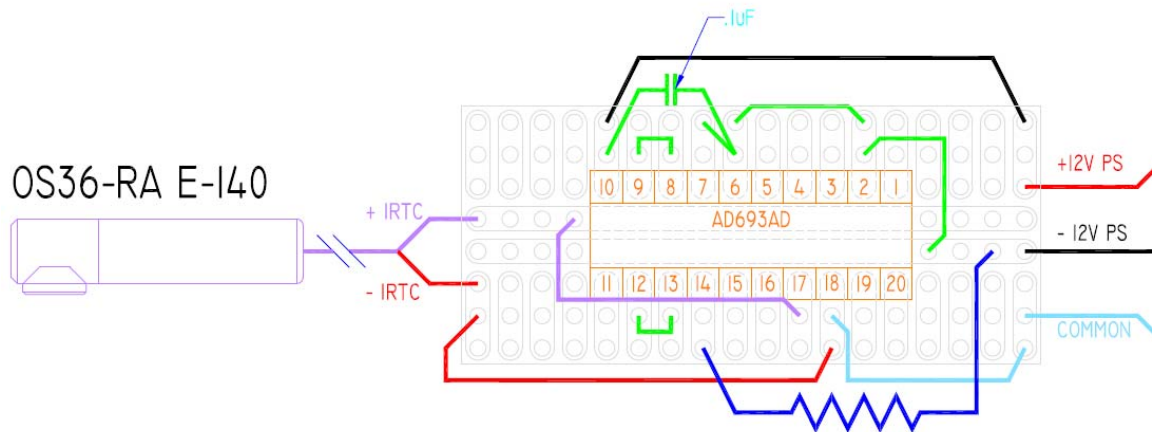 .1uF
OS36-RA E-140
+ IRTC
- IRTC
10 9 8 7 6 5 4 3 2 1
AD693AD
11 12 13 14 15 16 17 18 19 20
+12V PS
- 12V PS
COMMON